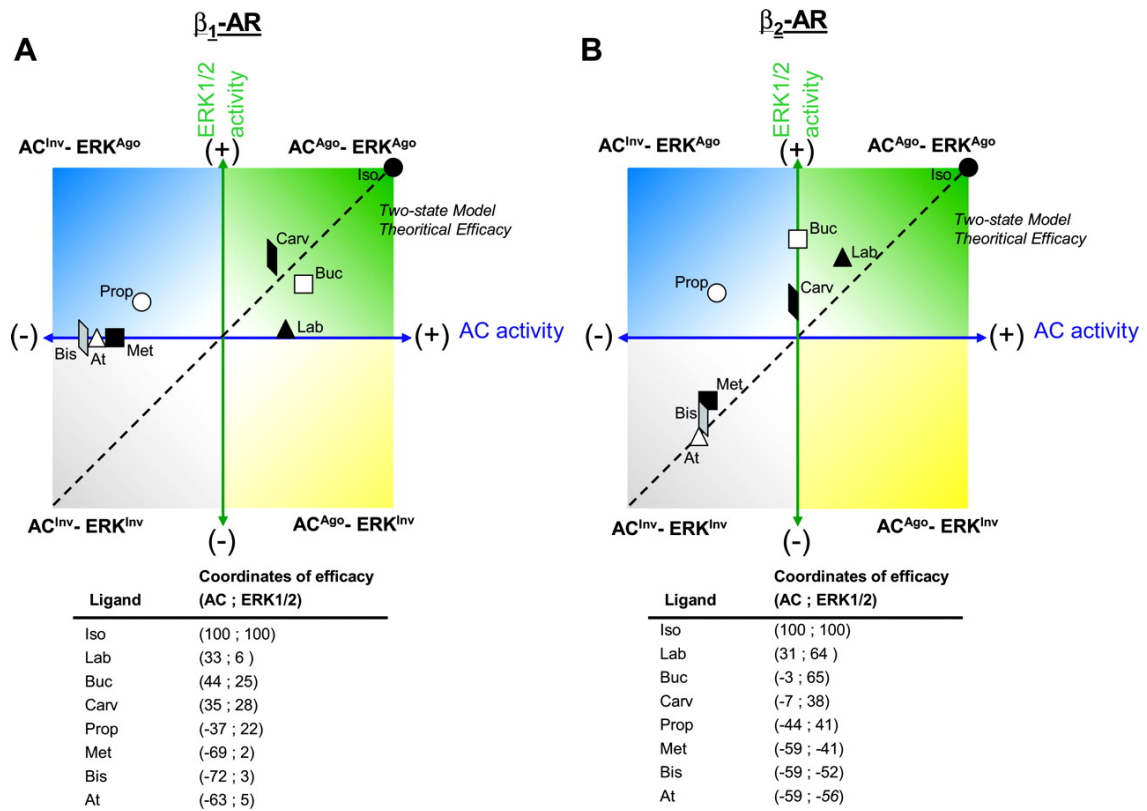 β1-AR
A
ERK1/2
activity
AC^Inv- ERK^Ago
(+)
AC^Ago- ERK^Ago
Iso
Two-state Model
Theoritical Efficacy
Carv
Buc
Prop
Lab
(-)
(+)
AC activity
Bis
At
Met
AC^Inv- ERK^Inv
AC^Ago- ERK^Inv
(-)
Coordinates of efficacy
Ligand (AC ; ERK1/2)
Iso (100 ; 100)
Lab (33 ; 6 )
Buc (44 ; 25)
Carv (35 ; 28)
Prop (-37 ; 22)
Met (-69 ; 2)
Bis (-72 ; 3)
At (-63 ; 5)
β2-AR
B
ERK1/2
activity
AC^Inv- ERK^Ago
(+)
AC^Ago- ERK^Ago
Iso
Two-state Model
Theoritical Efficacy
Buc
Lab
Prop
Carv
(-)
(+)
AC activity
Met
Bis
At
AC^Inv- ERK^Inv
AC^Ago- ERK^Inv
(-)
Coordinates of efficacy
Ligand (AC ; ERK1/2)
Iso (100 ; 100)
Lab (31 ; 64 )
Buc (-3 ; 65)
Carv (-7 ; 38)
Prop (-44 ; 41)
Met (-59 ; -41)
Bis (-59 ; -52)
At (-59 ; -56)